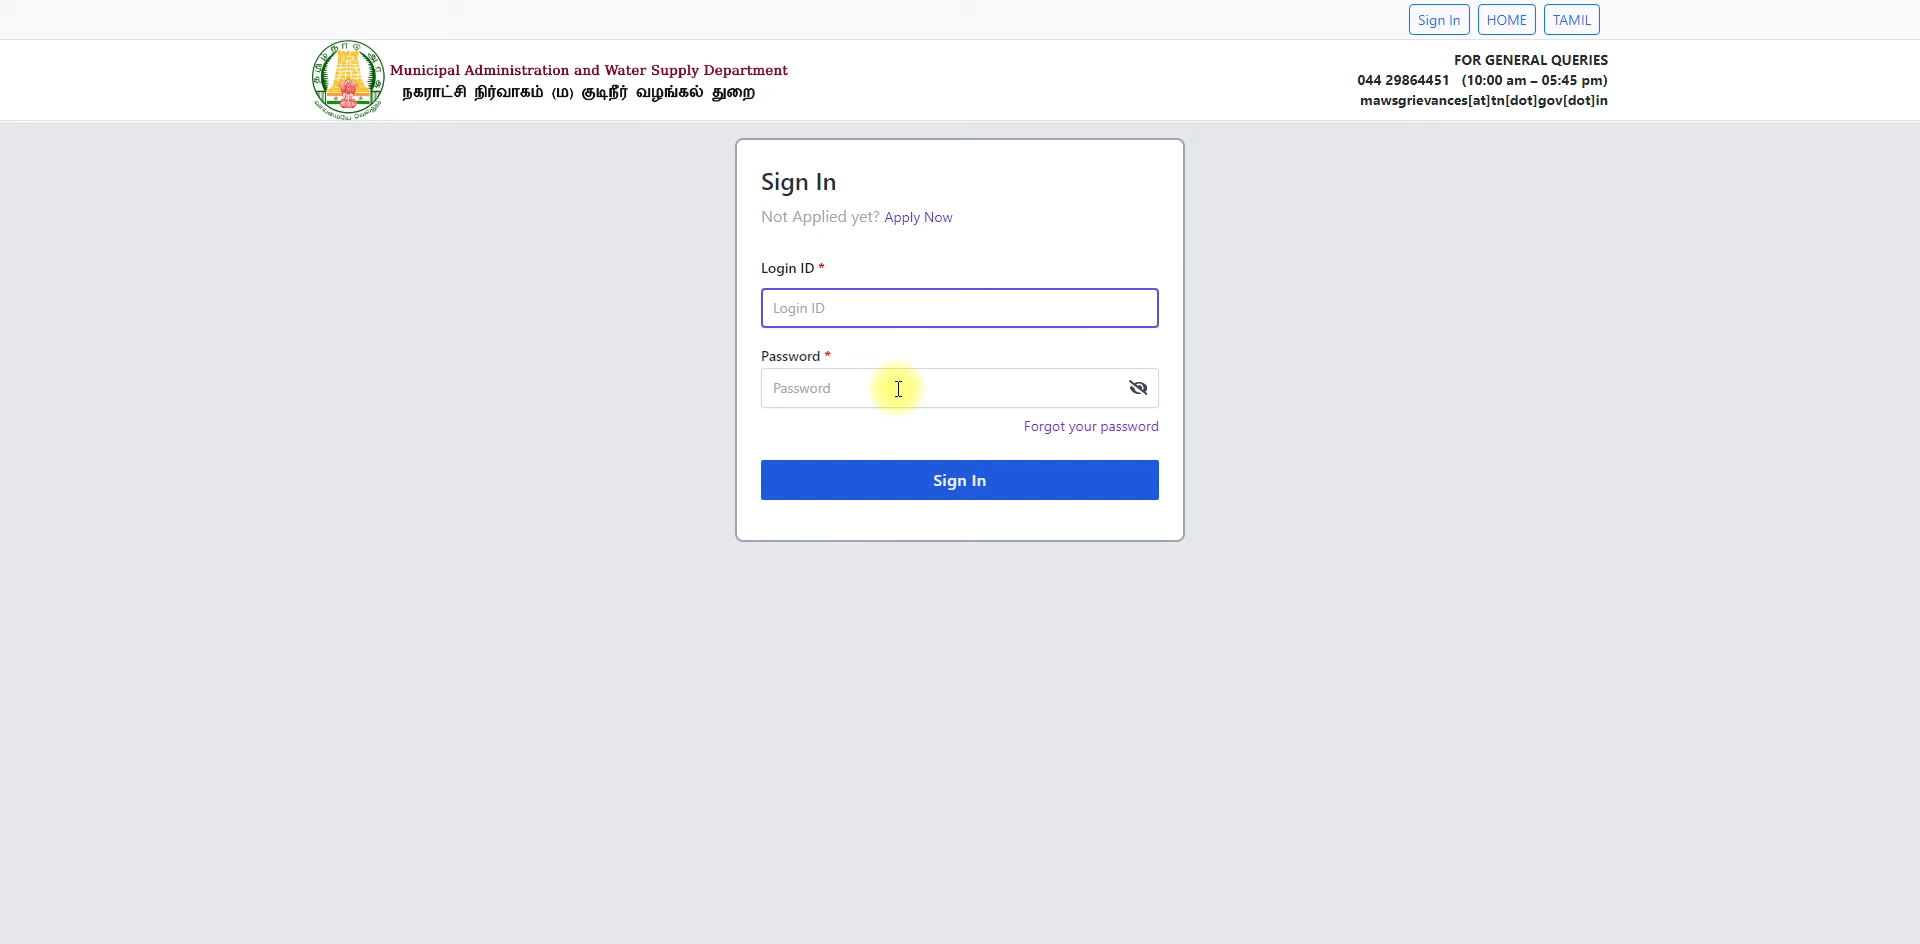 Sign In
HOME
TAMIL
Municipal Administration and Water Supply Department
நகராட்சி நிர்வாகம் (ம) குடிநீர் வழங்கல் துறை
FOR GENERAL QUERIES
044 29864451 (10:00 am – 05:45 pm)
mawsgrievances[at]tn[dot]gov[dot]in
Sign In
Not Applied yet? Apply Now
Login ID *
Login ID
Password *
Password
Forgot your password
Sign In